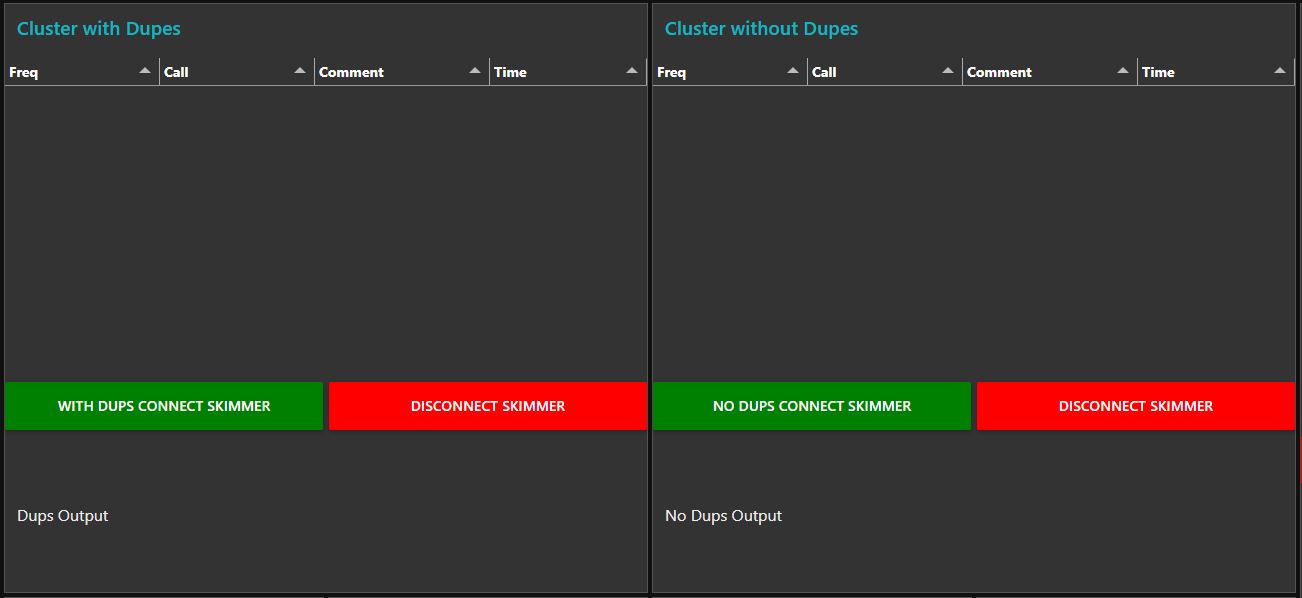 Cluster with Dupes
Freq Call Comment Time
WITH DUPS CONNECT SKIMMER DISCONNECT SKIMMER
Dups Output
Cluster without Dupes
Freq Call Comment Time
NO DUPS CONNECT SKIMMER DISCONNECT SKIMMER
No Dups Output